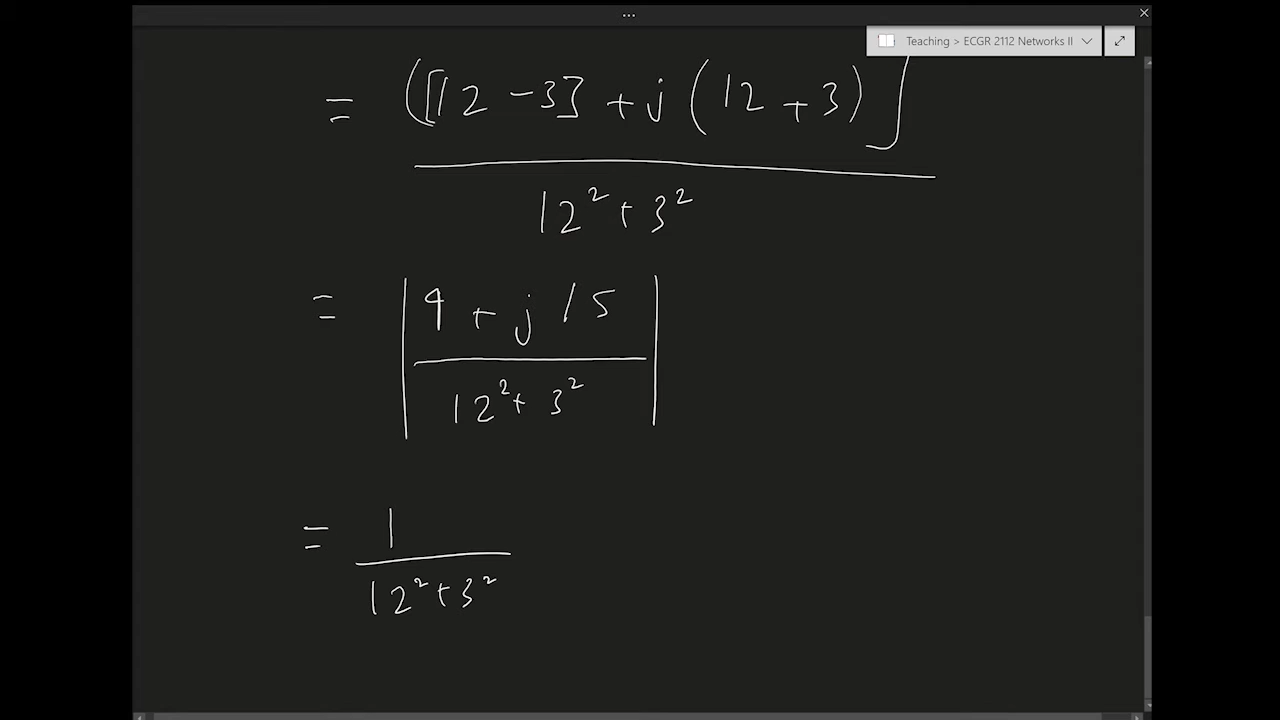 Teaching > ECGR 2112 Networks II
= ([12 - 3] + j (12 + 3)]
12² + 3²
= | 9 + j 15 |
12² + 3²
= 1
12² + 3²